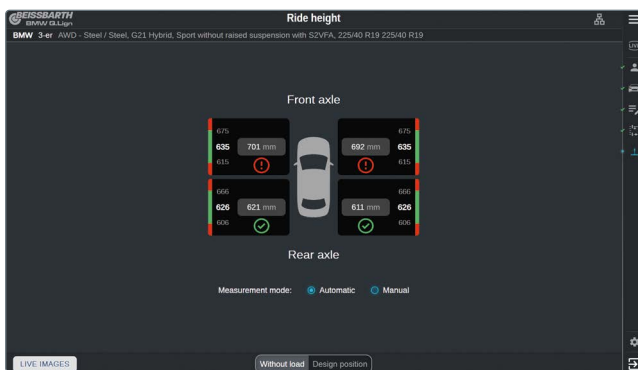 BEISSBARTH
BMW Q.Lign
Ride height
BMW 3-er AWD - Steel / Steel, G21 Hybrid, Sport without raised suspension with S2VFA, 225/40 R19 225/40 R19
Front axle
675 675
635 701 mm 692 mm 635
615 615
666 666
626 621 mm 611 mm 626
606 606
Rear axle
Measurement mode: Automatic Manual
LIVE IMAGES Without load Design position